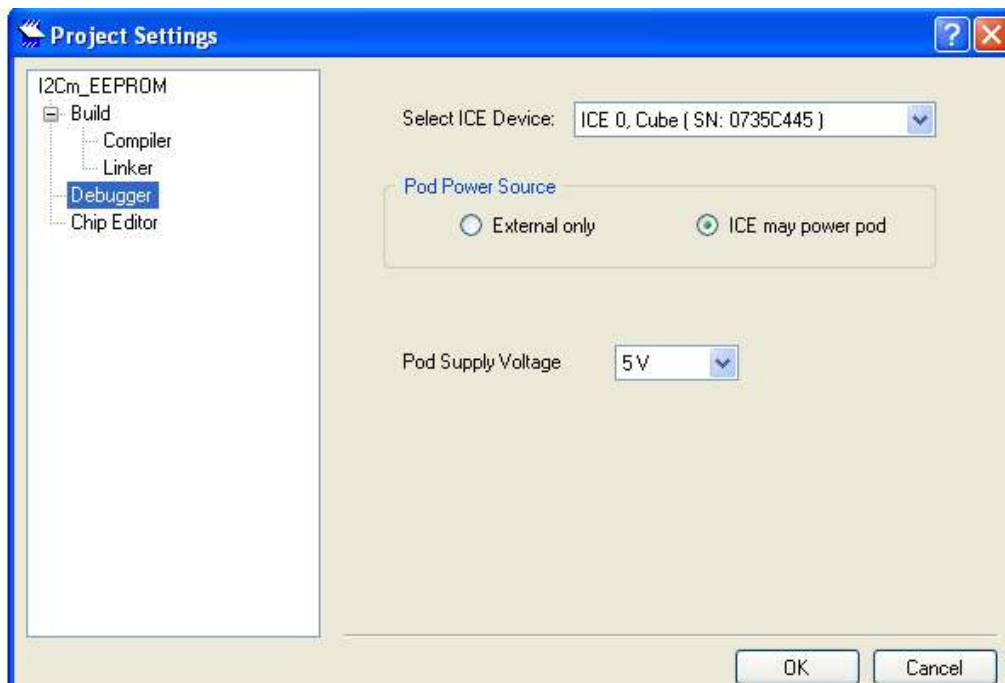 Project Settings
I2Cm_EEPROM
Build
Compiler
Linker
Debugger
Chip Editor
Select ICE Device: ICE 0, Cube ( SN: 0735C445 )
Pod Power Source
External only ICE may power pod
Pod Supply Voltage 5 V
OK Cancel